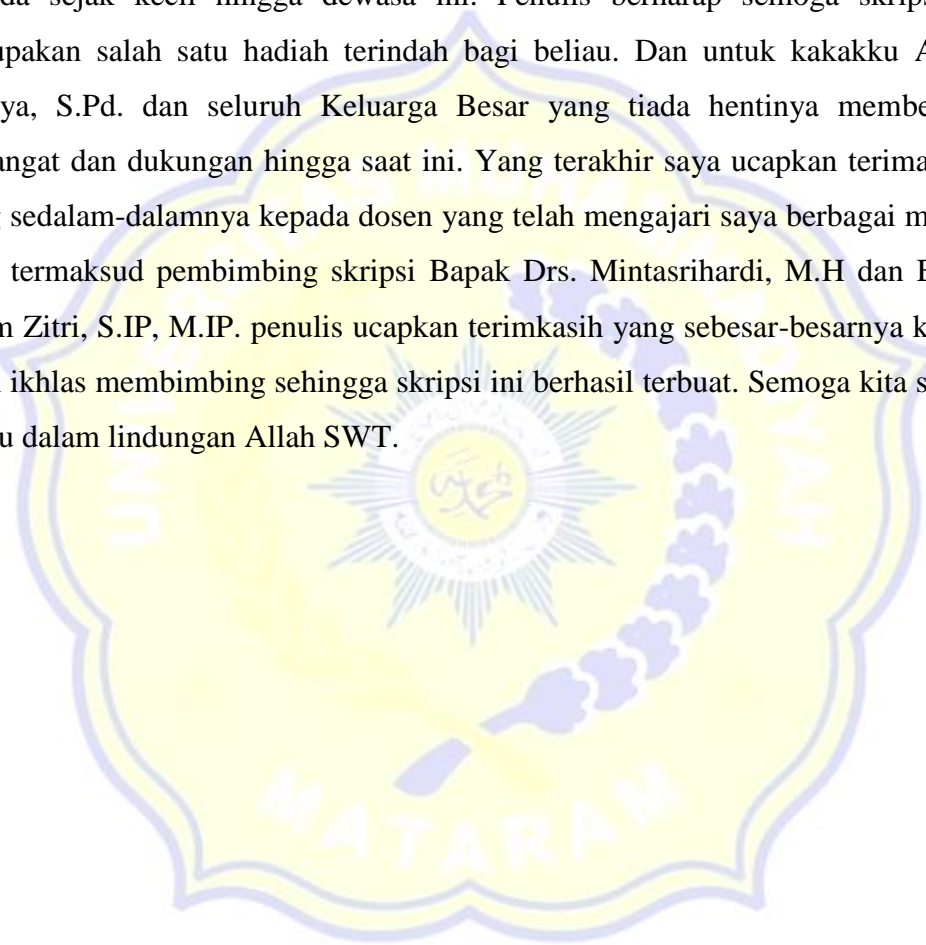 da sejak kecil hingga dewasa ini. Penulis berharap semoga skrips
upakan salah satu hadiah terindah bagi beliau. Dan untuk kakakku A
ya, S.Pd. dan seluruh Keluarga Besar yang tiada hentinya membe
angat dan dukungan hingga saat ini. Yang terakhir saya ucapkan terima
sedalam-dalamnya kepada dosen yang telah mengajari saya berbagai m
termaksud pembimbing skripsi Bapak Drs. Mintasrihardi, M.H dan
m Zitri, S.IP, M.IP. penulis ucapkan terimkasih yang sebesar-besarnya k
ikhlas membimbing sehingga skripsi ini berhasil terbuat. Semoga kita s
u dalam lindungan Allah SWT.
UNIVERSITAS MUHAMMADIYAH
MATARAM